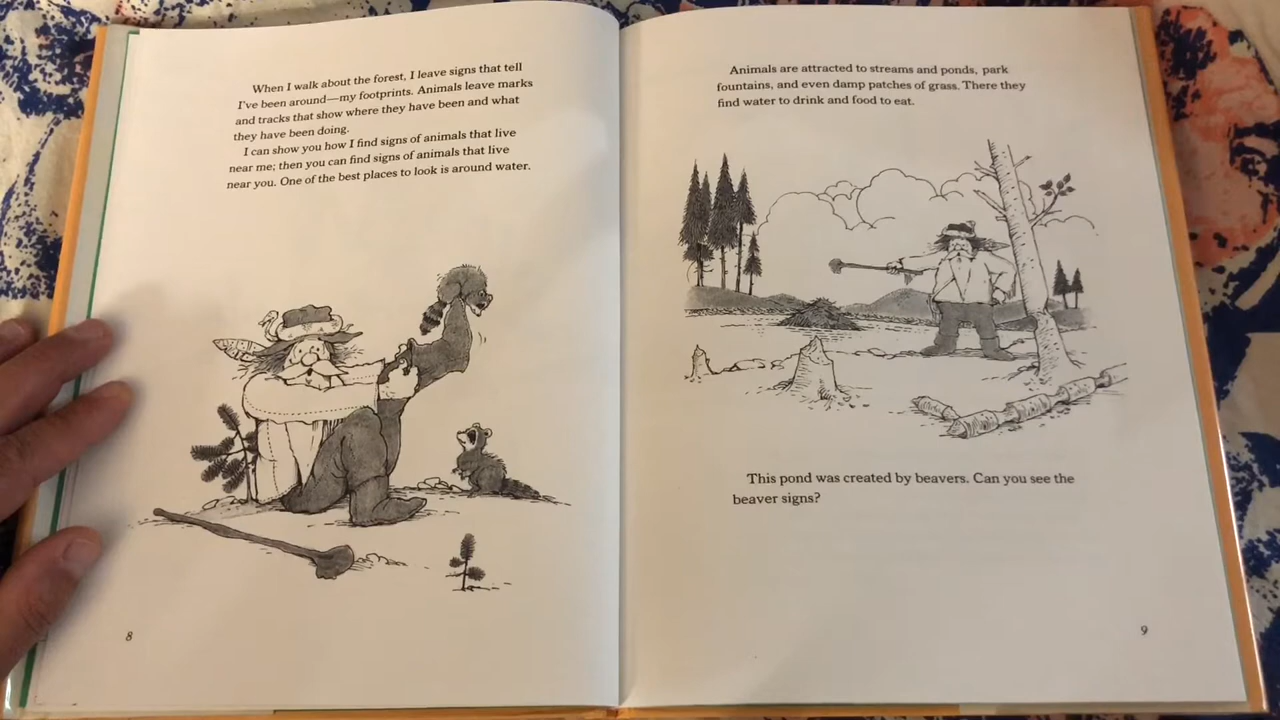 When I walk about the forest, I leave signs that tell
I've been around—my footprints. Animals leave marks
and tracks that show where they have been and what
they have been doing.
I can show you how I find signs of animals that live
near me; then you can find signs of animals that live
near you. One of the best places to look is around water.
8
Animals are attracted to streams and ponds, park
fountains, and even damp patches of grass. There they
find water to drink and food to eat.
This pond was created by beavers. Can you see the
beaver signs?
9